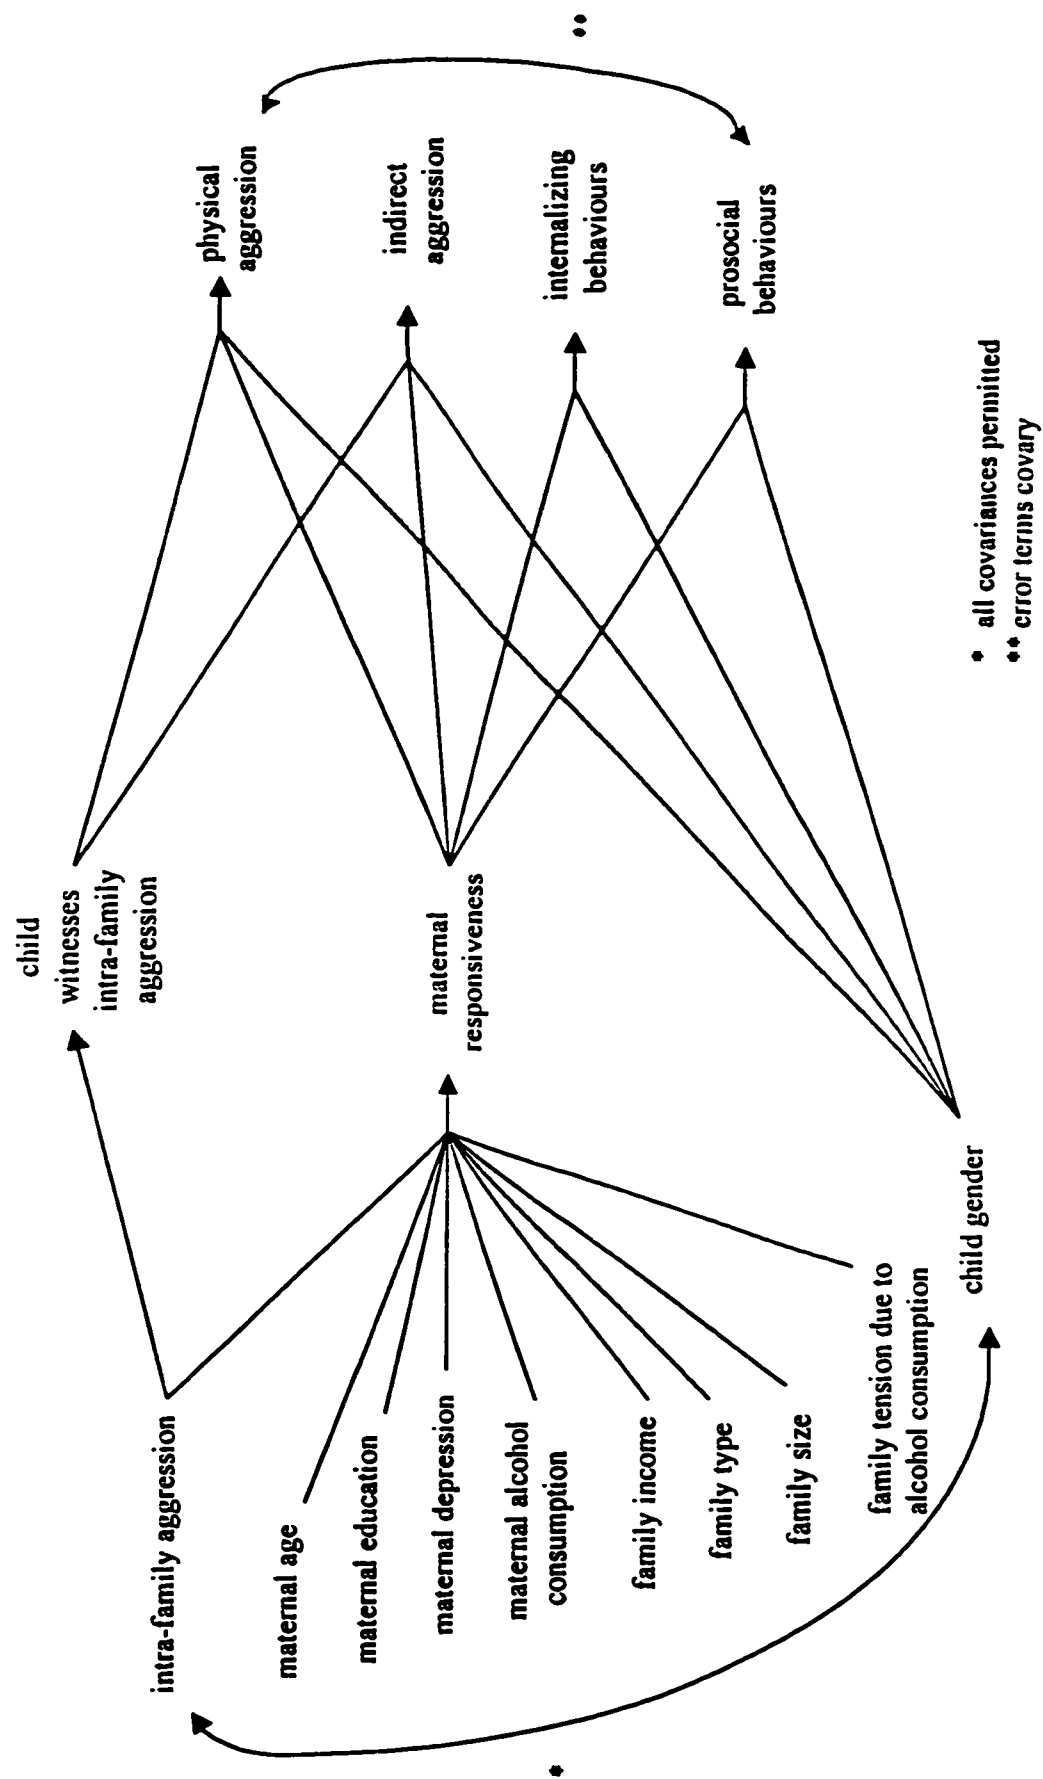 child
witnesses
intra-family
aggression
intra-family aggression
physical
aggression
maternal age
indirect
aggression
maternal education
maternal depression
maternal
responsiveness
maternal alcohol
consumption
internalizing
behaviours
**
*
family income
family type
prosocial
behaviours
family size
family tension due to
alcohol consumption
child gender
* all covariances permitted
** error terms covary